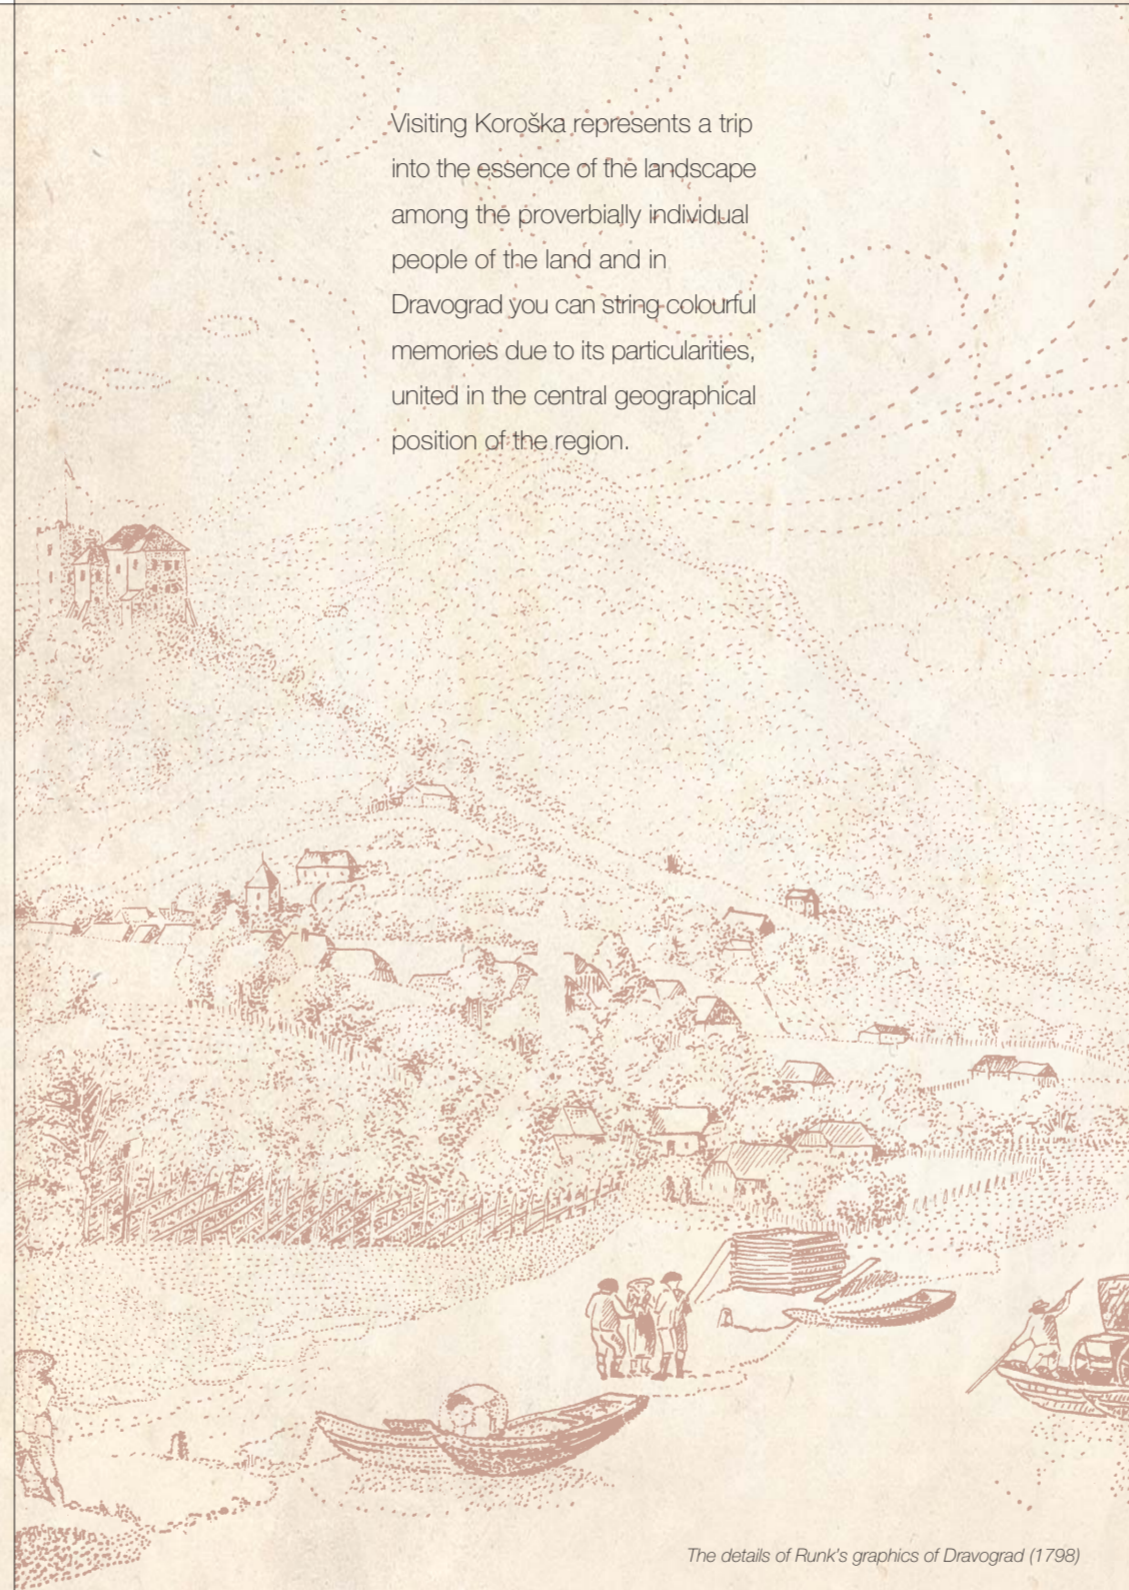 Visiting Koroška represents a trip
into the essence of the landscape
among the proverbially individual
people of the land and in
Dravograd you can string colourful
memories due to its particularities,
united in the central geographical
position of the region.
The details of Runk's graphics of Dravograd (1798)